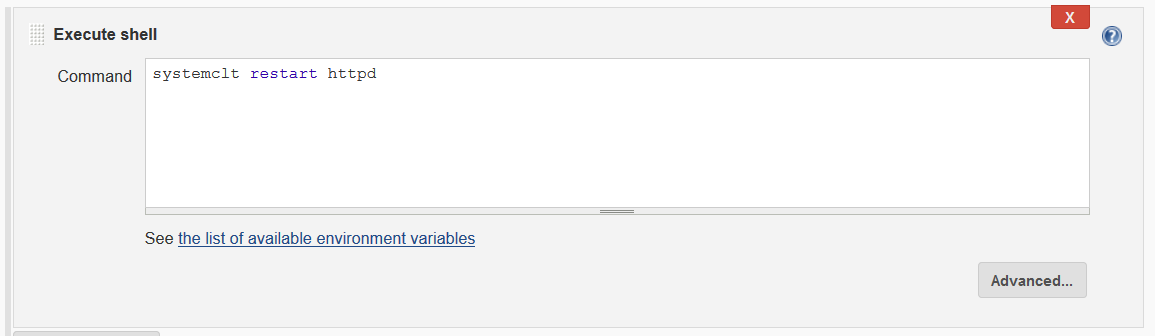 X
Execute shell
?
Command
systemclt restart httpd
See the list of available environment variables
Advanced...